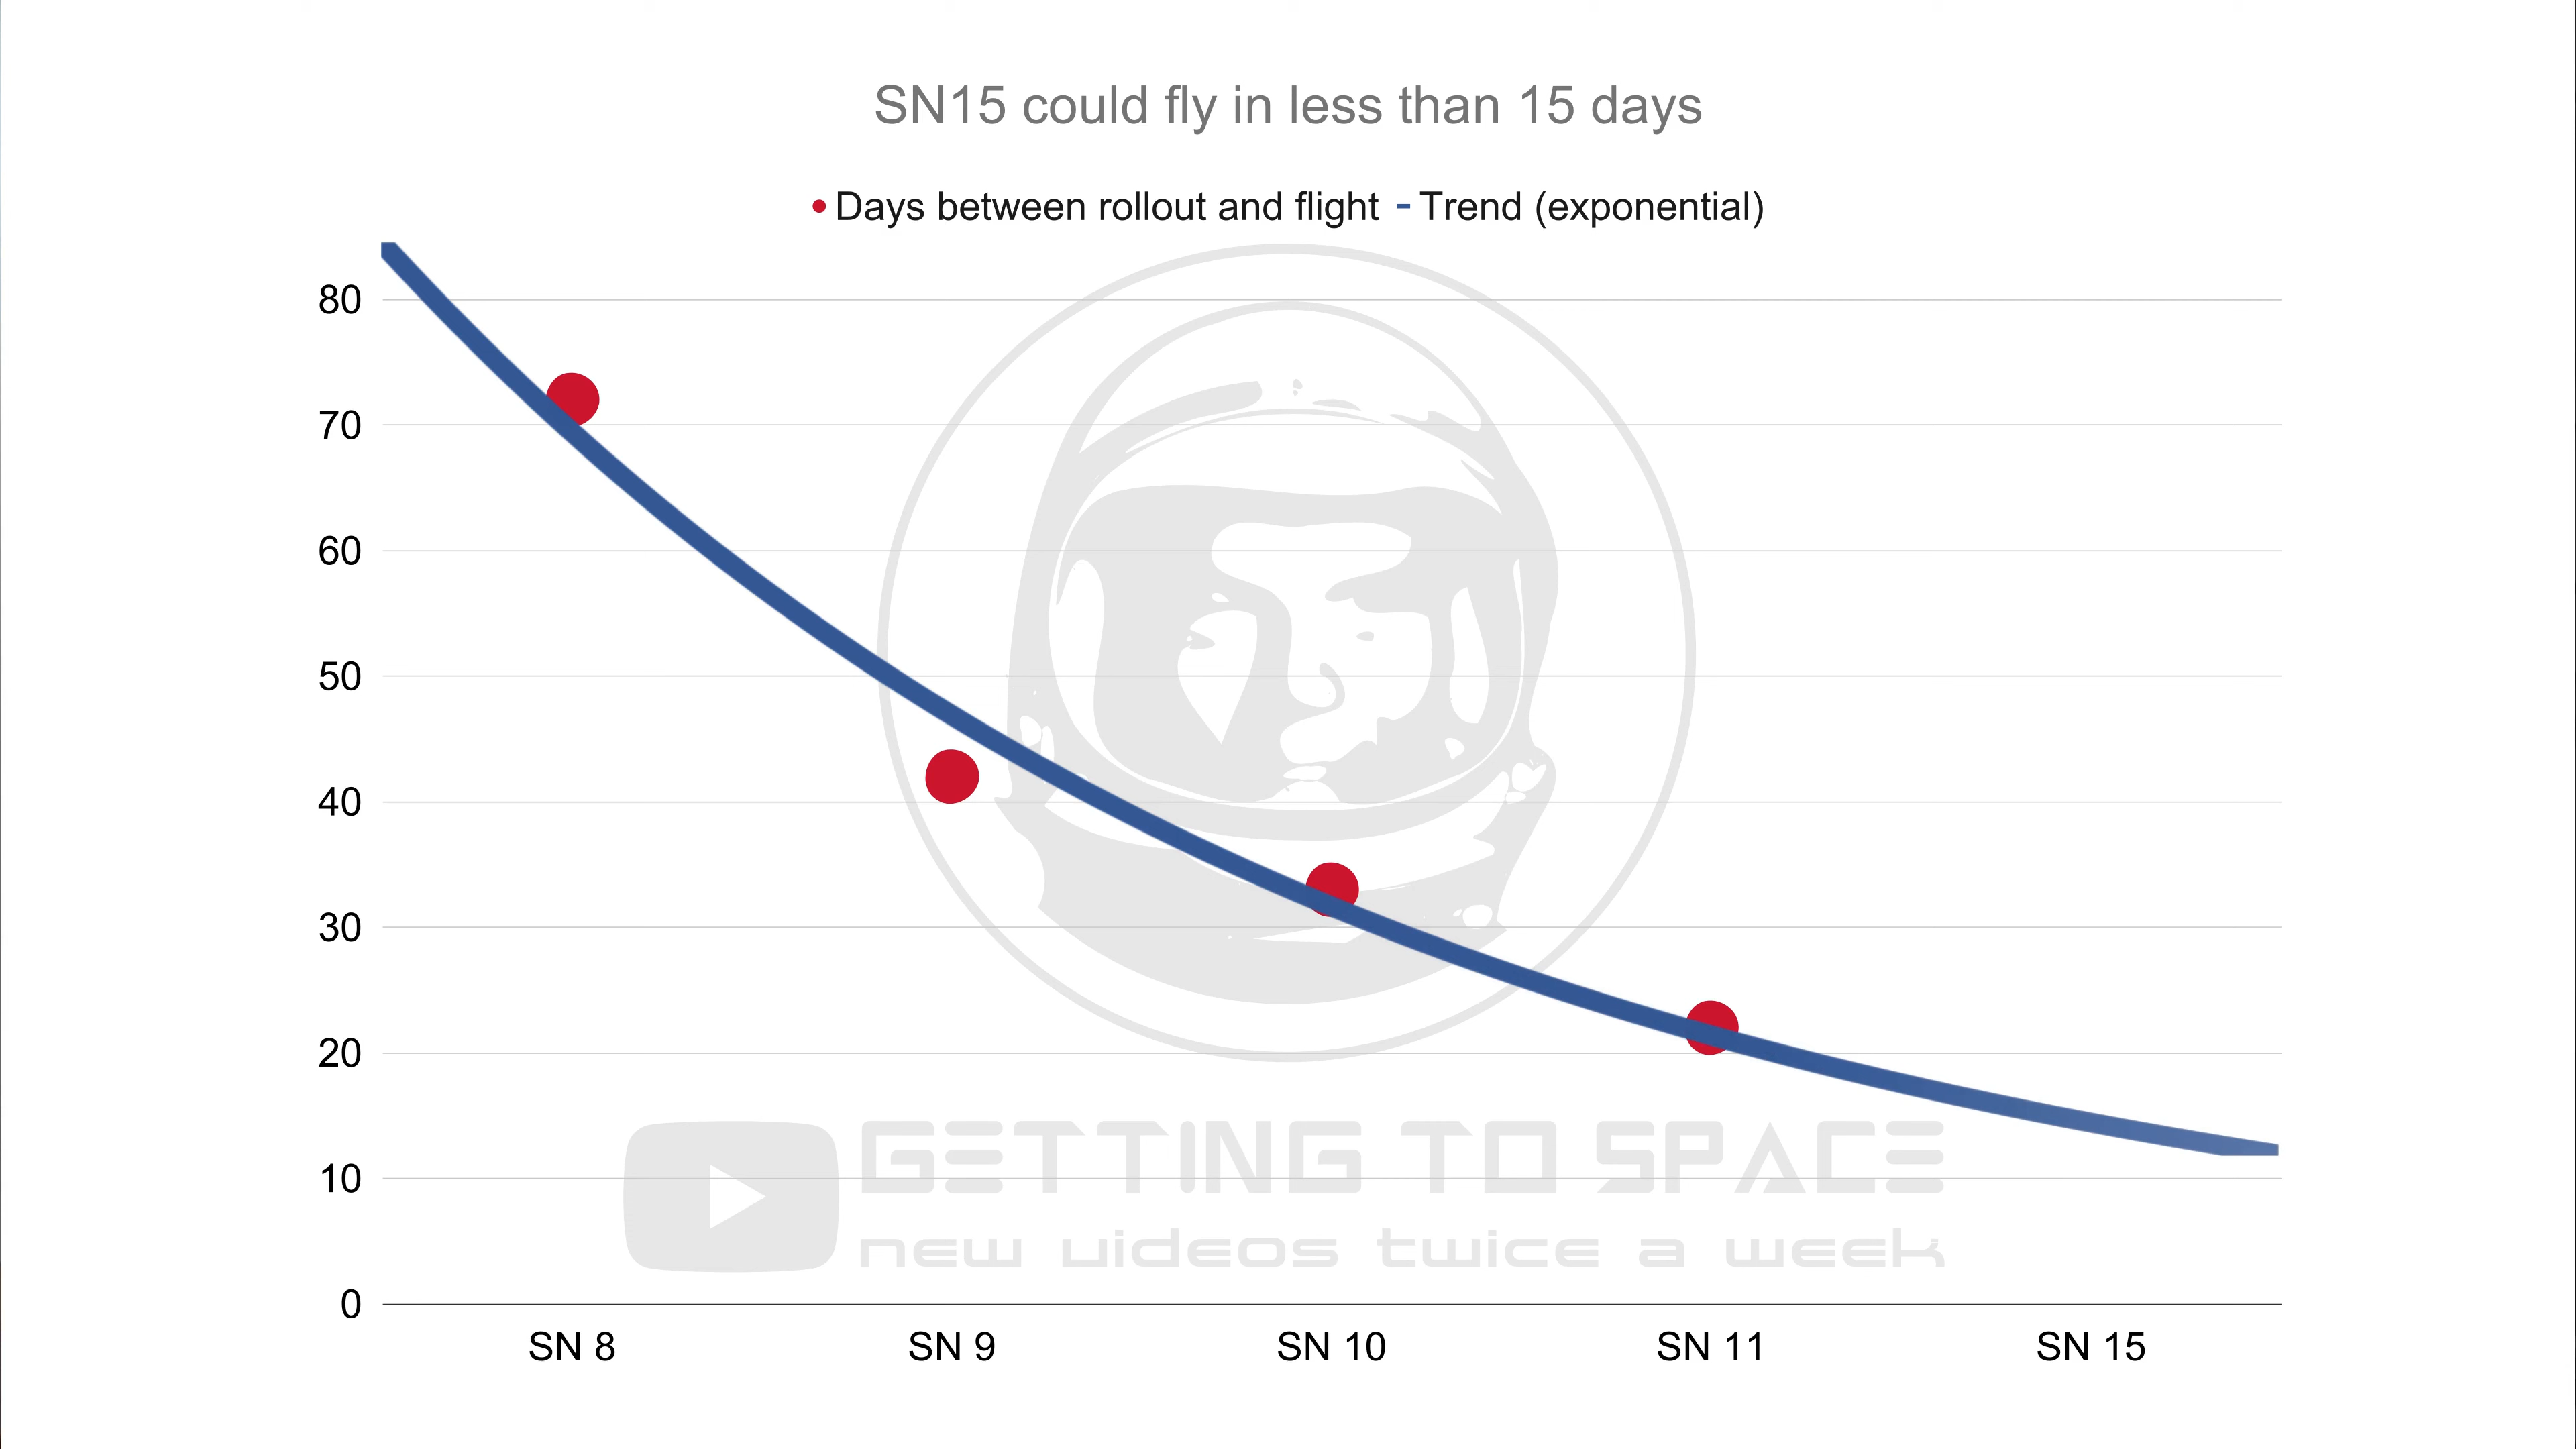 SN15 could fly in less than 15 days
Days between rollout and flight Trend (exponential)
80
70
60
50
40
30
20
10
0
SN 8 SN 9 SN 10 SN 11 SN 15
GETTING TO SPACE
new videos twice a week